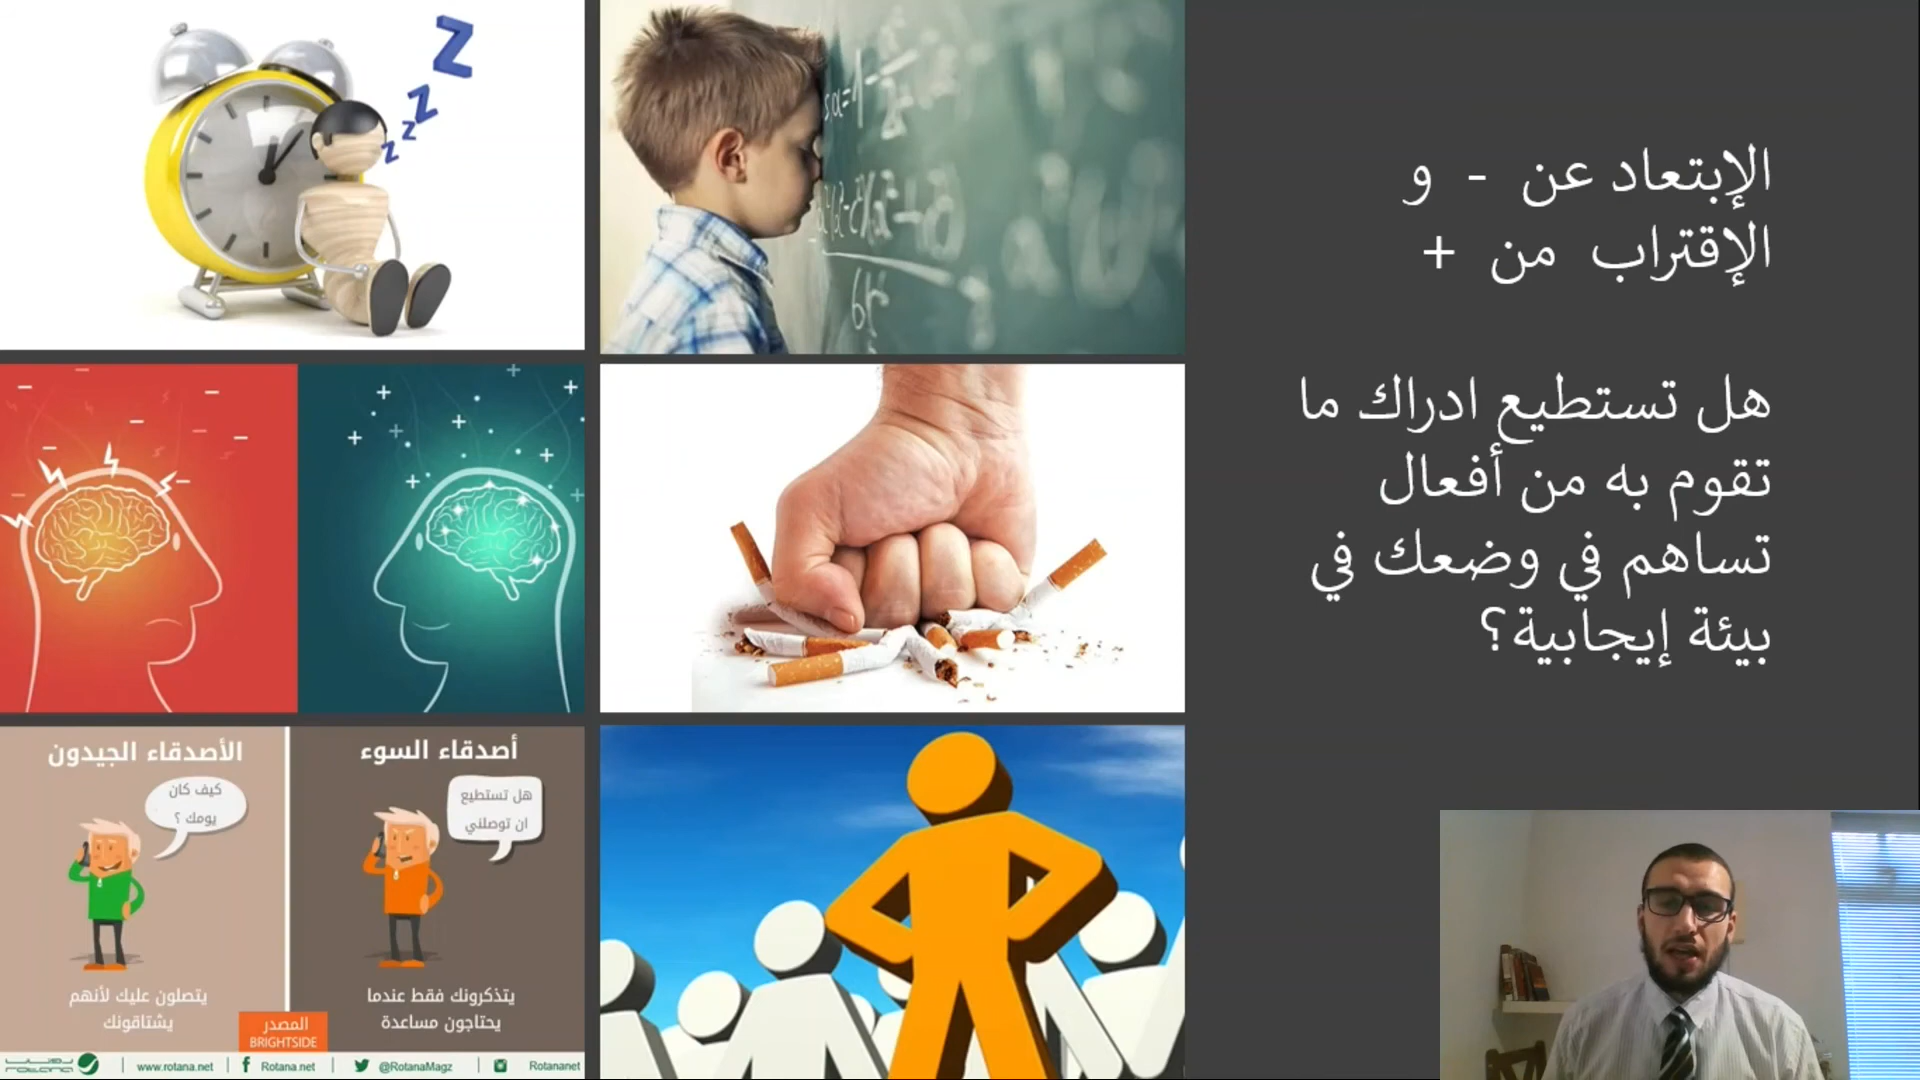 الإبتعاد عن - و
الإقتراب من +
هل تستطيع ادراك ما
تقوم به من أفعال
تساهم في وضعك في
بيئة إيجابية؟
Z
Z
Z
Z
الأصدقاء الجيدون
كيف كان
يومك ؟
يتصلون عليك لأنهم
يشتاقونك
أصدقاء السوء
هل تستطيع
ان توصلني
يتذكرونك فقط عندما
يحتاجون مساعدة
المصدر
BRIGHTSIDE
rotana
www.rotana.net
Rotana.net
@RotanaMagz
Rotananet